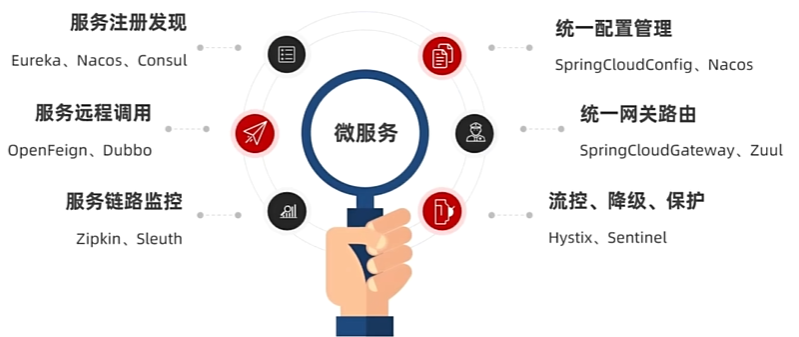 服务注册发现
Eureka、Nacos、Consul
服务远程调用
OpenFeign、Dubbo
服务链路监控
Zipkin、Sleuth
微服务
统一配置管理
SpringCloudConfig、Nacos
统一网关路由
SpringCloudGateway、Zuul
流控、降级、保护
Hystix、Sentinel